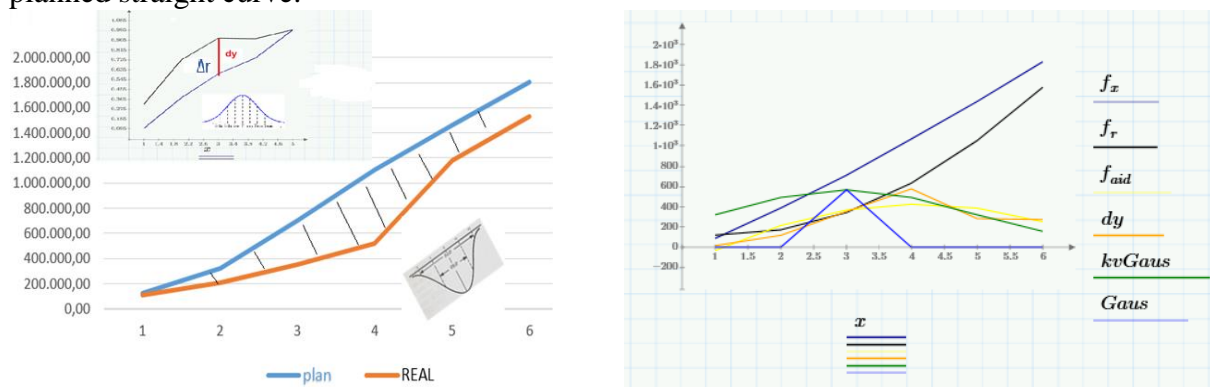 planned straight curve.
2.000.000,00
1.800.000,00
1.600.000,00
1.400.000,00
1.200.000,00
1.000.000,00
800.000,00
600.000,00
400.000,00
200.000,00
0,00
1 2 3 4 5 6
plan REAL
Δr dy
x
2·10³
1.8·10³
1.6·10³
1.4·10³
1.2·10³
1·10³
800
600
400
200
0
−200
1 1.5 2 2.5 3 3.5 4 4.5 5 5.5 6
x
fx
fr
faid
dy
kvGaus
Gaus